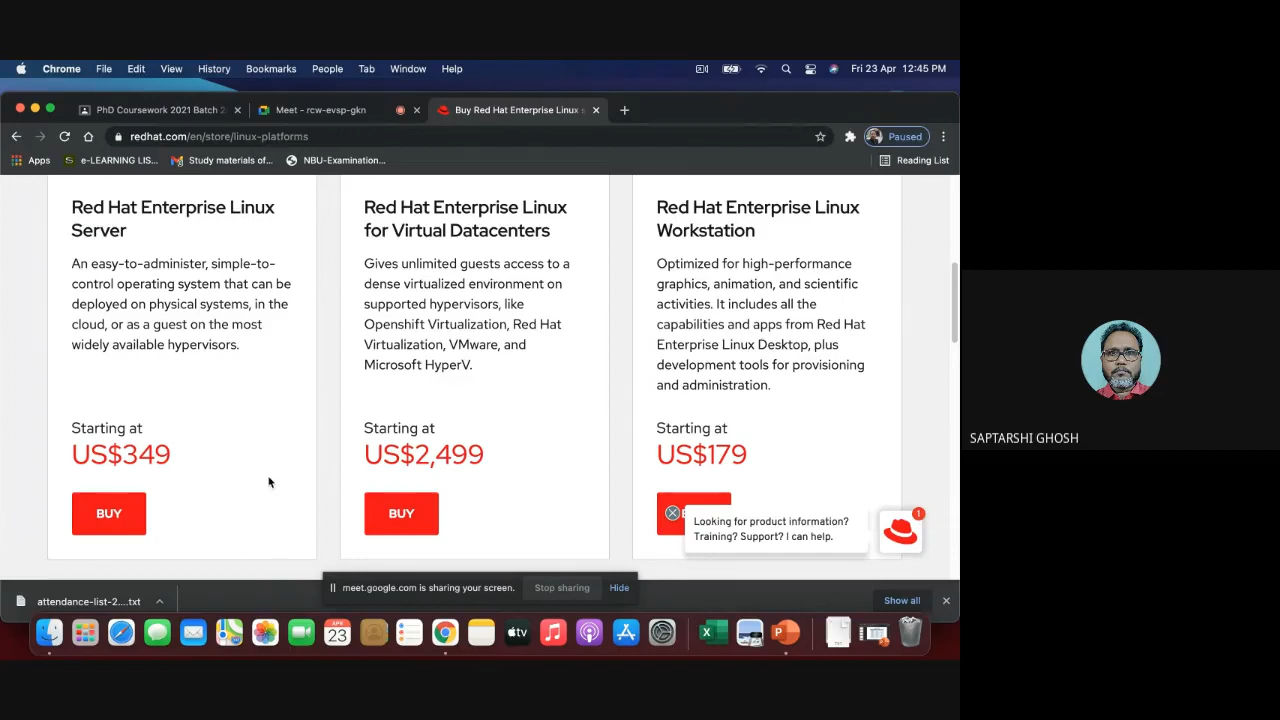 Chrome File Edit View History Bookmarks People Tab Window Help Fri 23 Apr 12:45 PM
PhD Coursework 2021 Batch 2 Meet - rcw-evsp-gkn Buy Red Hat Enterprise Linux s
redhat.com/en/store/linux-platforms Paused
Apps e-LEARNING LIS... Study materials of... NBU-Examination... Reading List
Red Hat Enterprise Linux
Server
An easy-to-administer, simple-to-
control operating system that can be
deployed on physical systems, in the
cloud, or as a guest on the most
widely available hypervisors.
Starting at
US$349
BUY
Red Hat Enterprise Linux
for Virtual Datacenters
Gives unlimited guests access to a
dense virtualized environment on
supported hypervisors, like
Openshift Virtualization, Red Hat
Virtualization, VMware, and
Microsoft HyperV.
Starting at
US$2,499
BUY
Red Hat Enterprise Linux
Workstation
Optimized for high-performance
graphics, animation, and scientific
activities. It includes all the
capabilities and apps from Red Hat
Enterprise Linux Desktop, plus
development tools for provisioning
and administration.
Starting at
US$179
Looking for product information?
Training? Support? I can help.
1
SAPTARSHI GHOSH
meet.google.com is sharing your screen. Stop sharing Hide
attendance-list-2....txt Show all
APR
23
tv